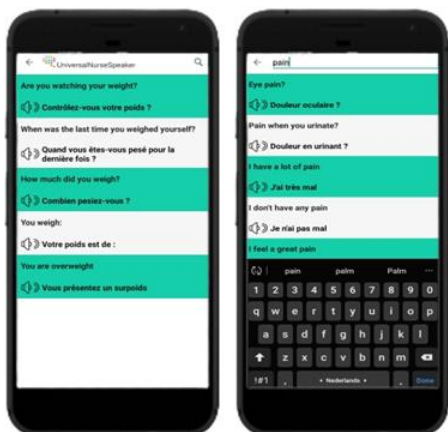 UniversalNurseSpeaker
Are you watching your weight?
Contrôlez-vous votre poids ?
When was the last time you weighed yourself?
Quand vous êtes-vous pesé pour la
dernière fois ?
How much did you weigh?
Combien pesiez-vous ?
You weigh:
Votre poids est de :
You are overweight
Vous présentez un surpoids
pain
Eye pain?
Douleur oculaire ?
Pain when you urinate?
Douleur en urinant ?
I have a lot of pain
J'ai très mal
I don't have any pain
Je n'ai pas mal
I feel a great pain
pain palm Palm ...
1 2 3 4 5 6 7 8 9 0
q w e r t y u i o p
a s d f g h j k l
z x c v b n m
!#1 , Nederlands . Done